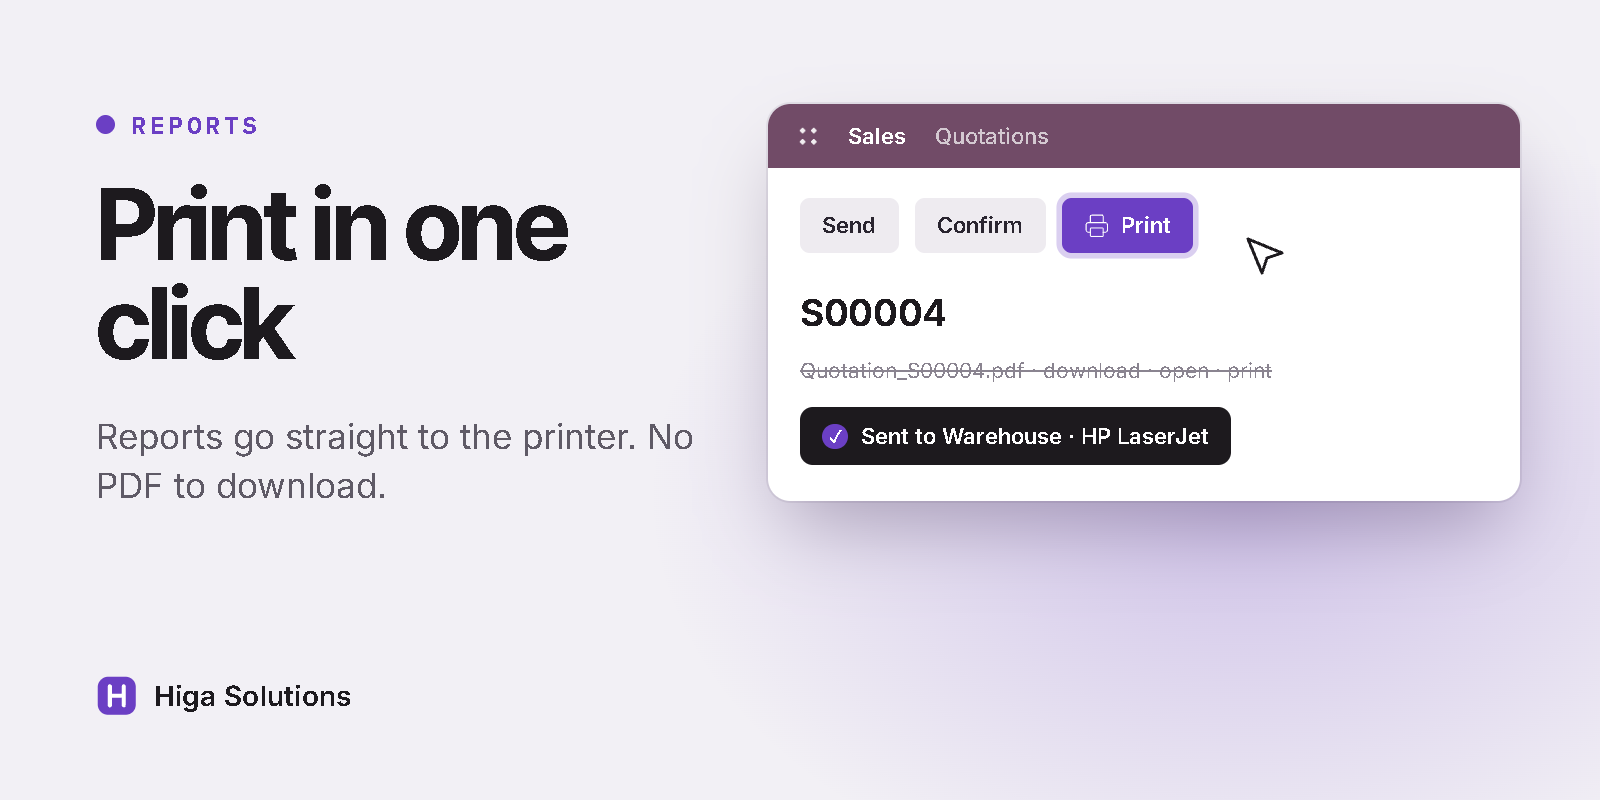 REPORTS
Print in one
click
Reports go straight to the printer. No
PDF to download.
H Higa Solutions
Sales Quotations
Send Confirm Print
S00004
Quotation_S00004.pdf · download · open · print
Sent to Warehouse · HP LaserJet